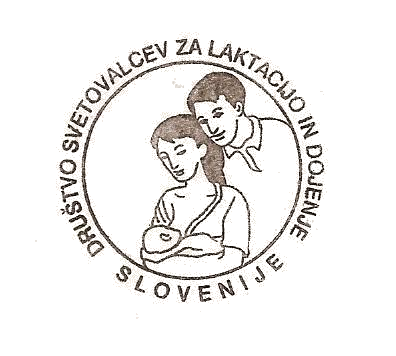 DRUŠTVO SVETOVALCEV ZA LAKTACIJO IN DOJENJE
SLOVENIJE